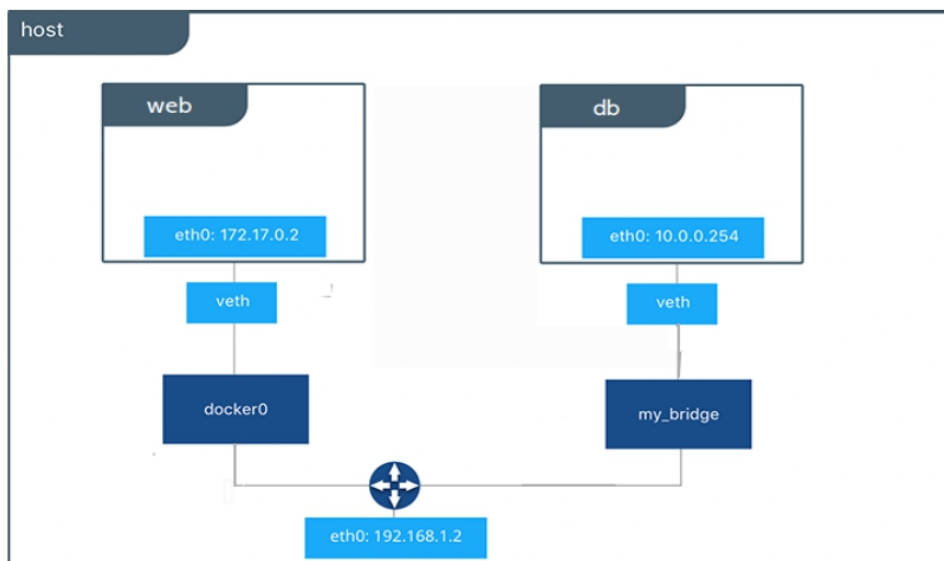 host
web
db
eth0: 172.17.0.2
eth0: 10.0.0.254
veth
veth
docker0
my_bridge
eth0: 192.168.1.2